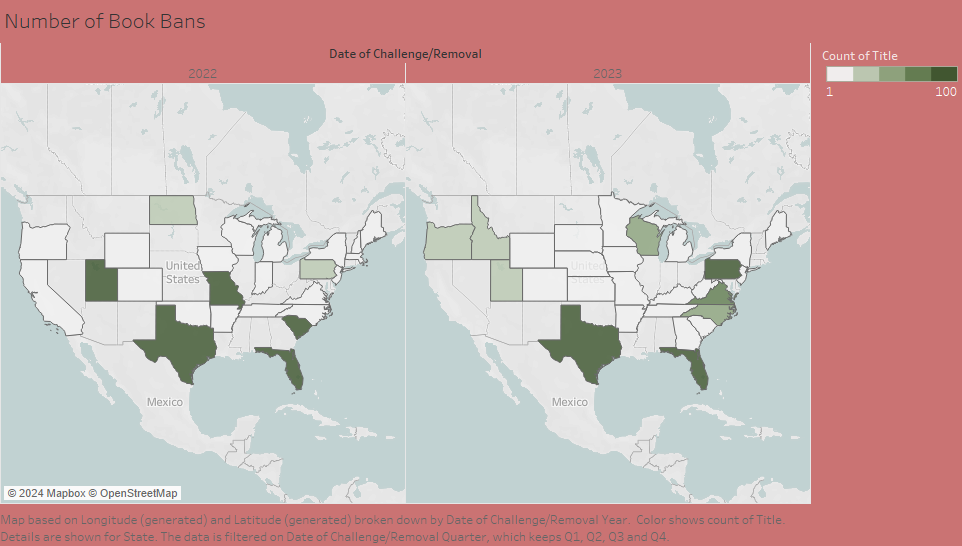 Number of Book Bans
Date of Challenge/Removal
Count of Title
2022
2023
1
100
United
States
United
States
Mexico
Mexico
© 2024 Mapbox © OpenStreetMap
Map based on Longitude (generated) and Latitude (generated) broken down by Date of Challenge/Removal Year.  Color shows count of Title.
Details are shown for State. The data is filtered on Date of Challenge/Removal Quarter, which keeps Q1, Q2, Q3 and Q4.